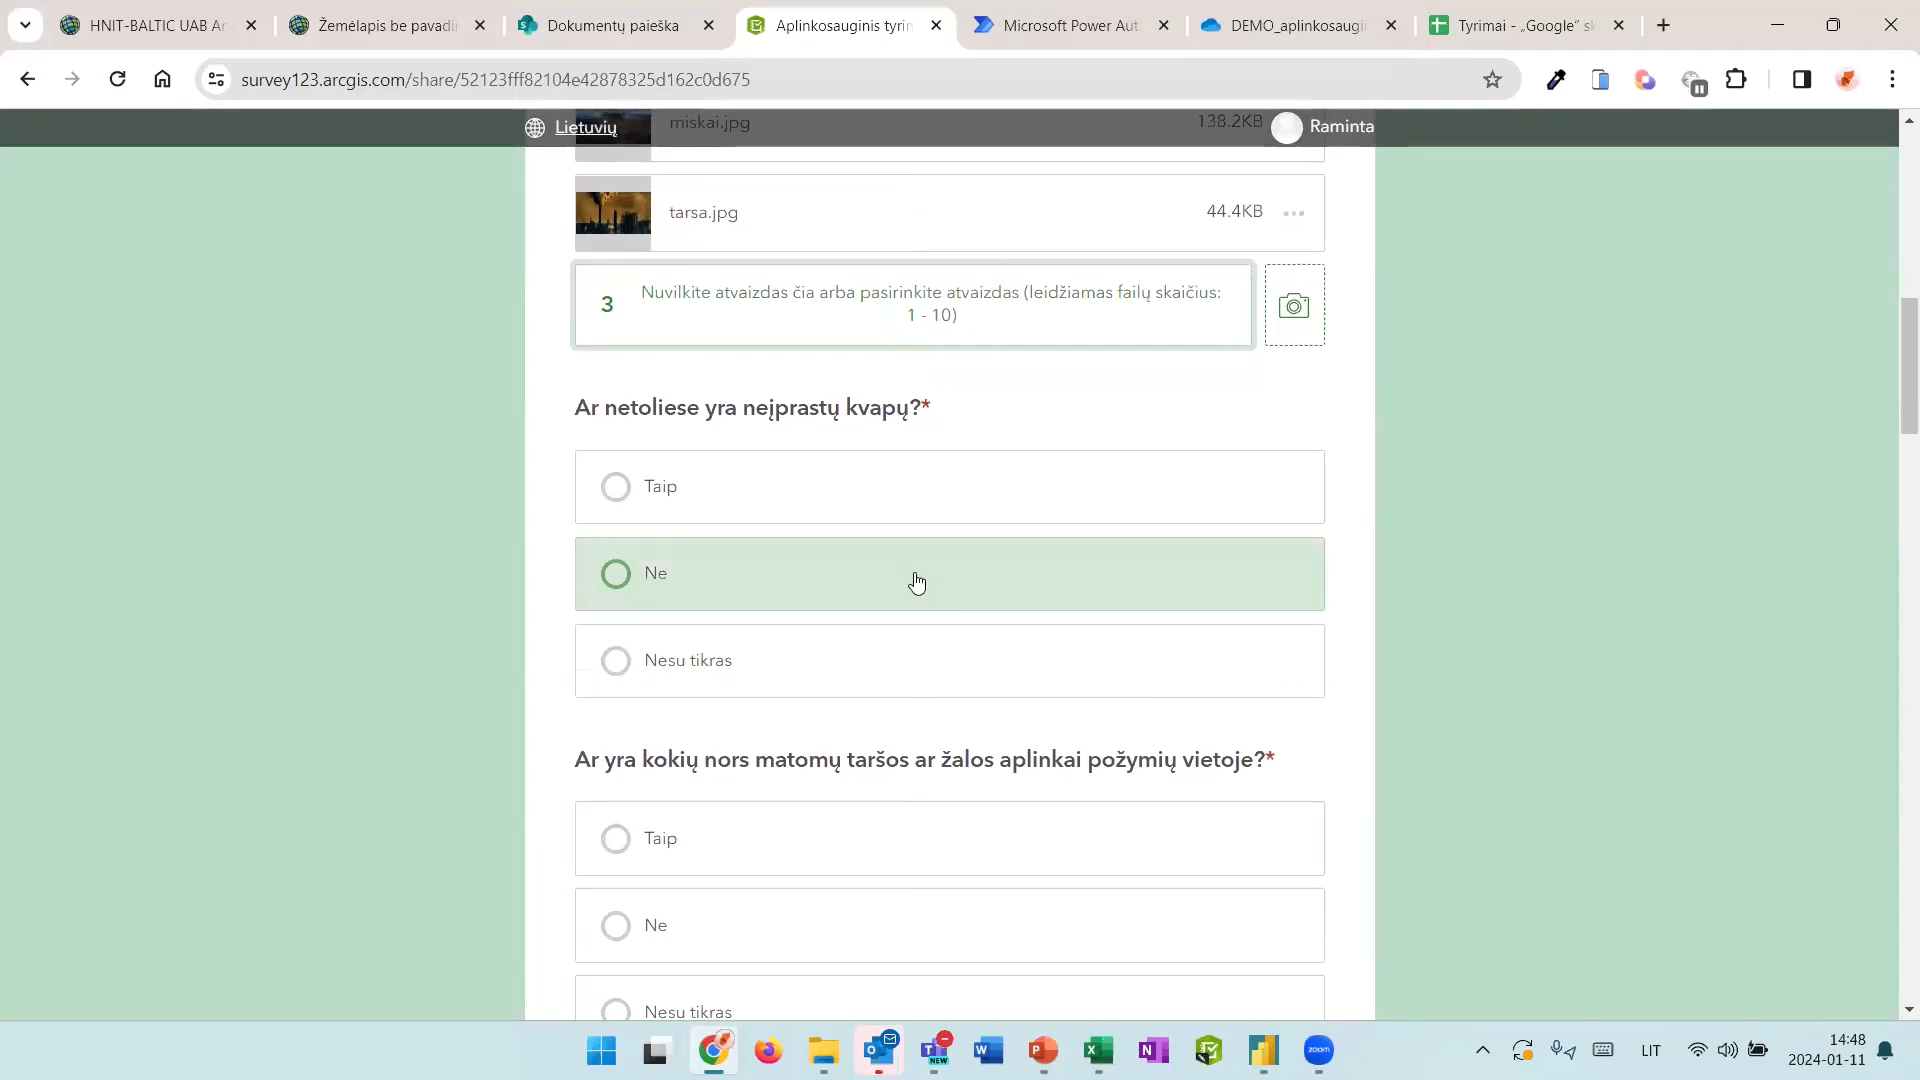 HNIT-BALTIC UAB Ar
Žemėlapis be pavadi
Dokumentų paieška
Aplinkosauginis tyrin
Microsoft Power Aut
DEMO_aplinkosaugi
Tyrimai - „Google“ sk
survey123.arcgis.com/share/52123fff82104e42878325d162c0d675
Lietuvių
Raminta
miskai.jpg
138.2KB
tarsa.jpg
44.4KB
3
Nuvilkite atvaizdas čia arba pasirinkite atvaizdas (leidžiamas failų skaičius:
1 - 10)
Ar netoliese yra neįprastų kvapų?*
Taip
Ne
Nesu tikras
Ar yra kokių nors matomų taršos ar žalos aplinkai požymių vietoje?*
Taip
Ne
Nesu tikras
NEW
zoom
LIT
14:48
2024-01-11